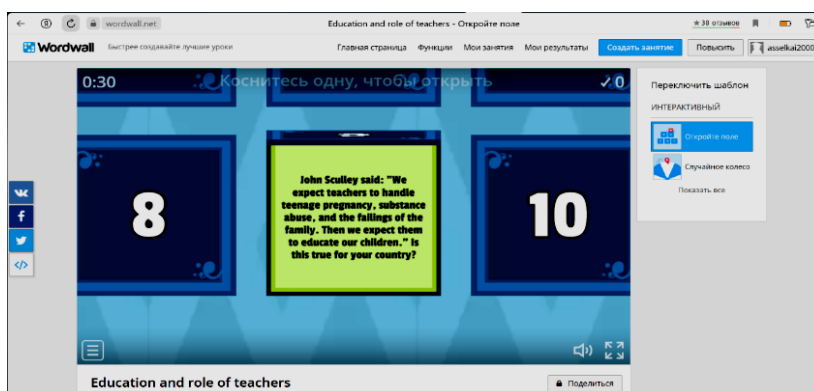 wordwall.net
Education and role of teachers - Откройте поле
★ 38 отзывов
Wordwall
Быстрее создавайте лучшие уроки
Главная страница
Функции
Мои занятия
Мои результаты
Создать занятие
Повысить
asselkai2000
0:30
Коснитесь одну, чтобы открыть
✓0
8
John Sculley said: "We
expect teachers to handle
teenage pregnancy, substance
abuse, and the failings of the
family. Then we expect them
to educate our children." Is
this true for your country?
10
Переключить шаблон
ИНТЕРАКТИВНЫЙ
Откройте поле
Случайное колесо
Показать все
Education and role of teachers
Поделиться